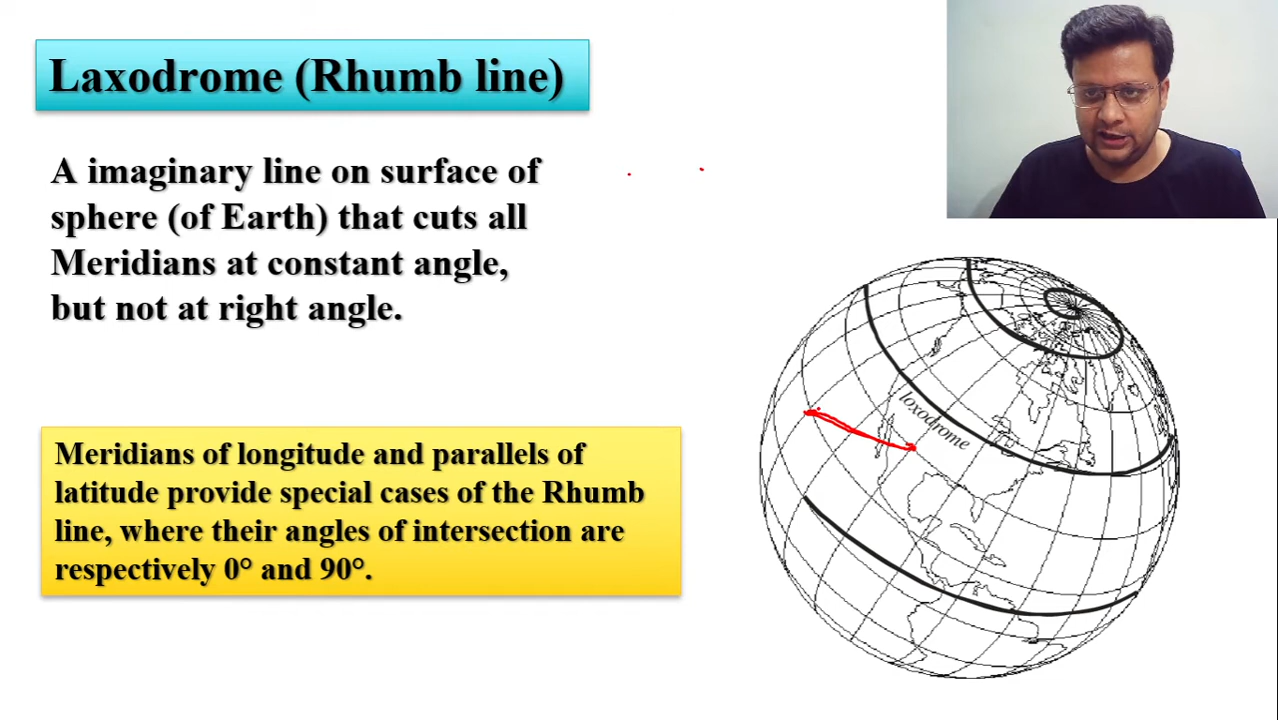 Laxodrome (Rhumb line)
A imaginary line on surface of
sphere (of Earth) that cuts all
Meridians at constant angle,
but not at right angle.
Meridians of longitude and parallels of
latitude provide special cases of the Rhumb
line, where their angles of intersection are
respectively 0° and 90°.
loxodrome